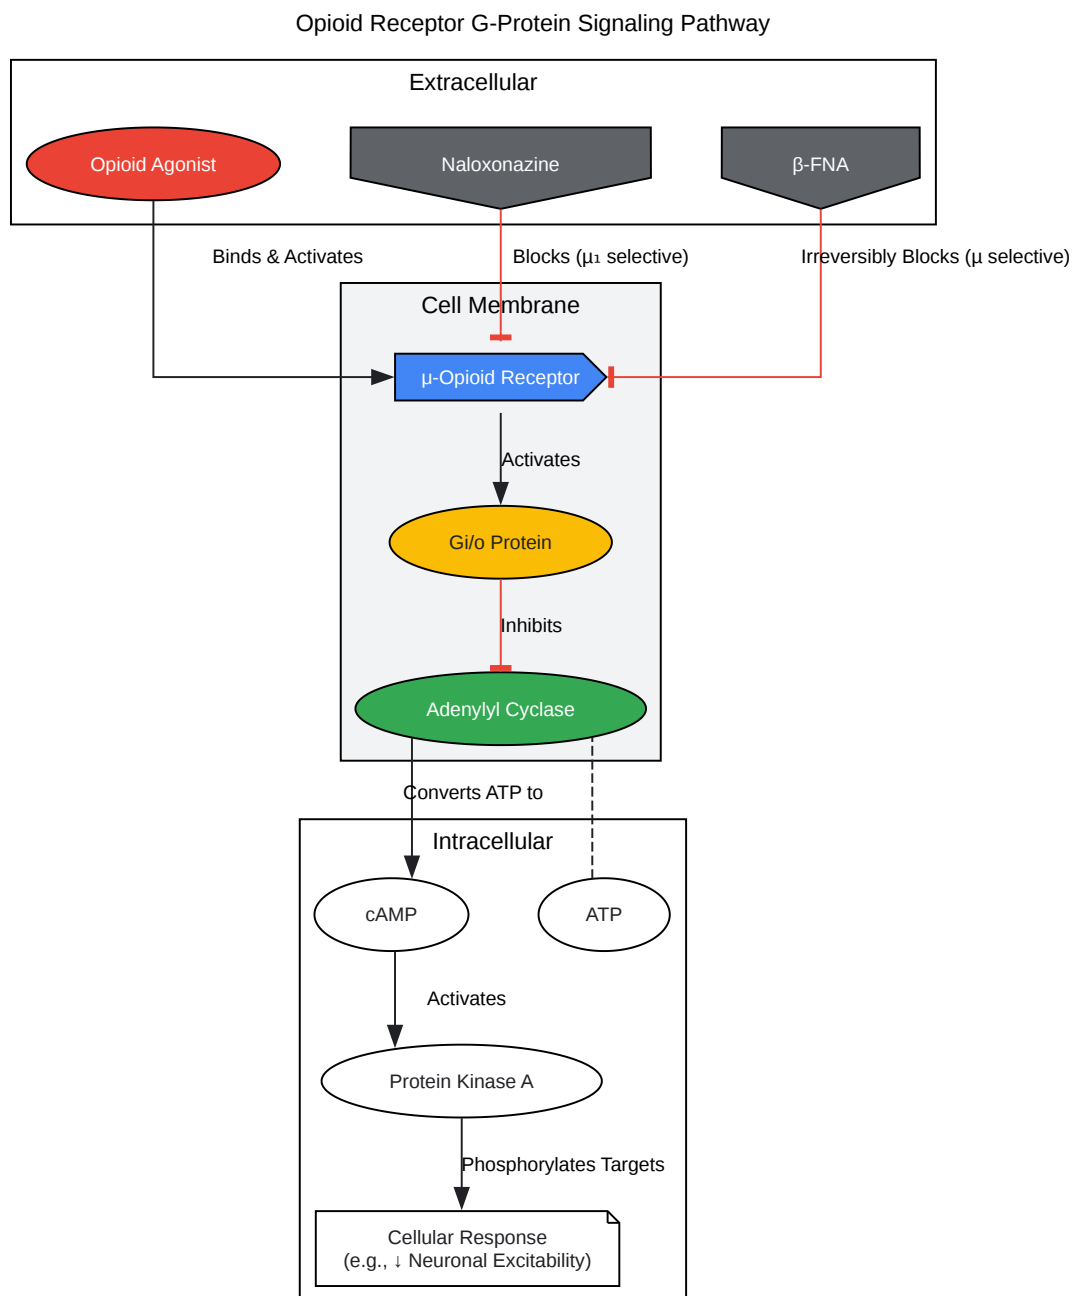 Opioid Receptor G-Protein Signaling Pathway
Extracellular
Opioid Agonist
Naloxonazine
β-FNA
Binds & Activates
Blocks (μ₁ selective)
Irreversibly Blocks (μ selective)
Cell Membrane
μ-Opioid Receptor
Activates
Gi/o Protein
Inhibits
Adenylyl Cyclase
Converts ATP to
Intracellular
cAMP
ATP
Activates
Protein Kinase A
Phosphorylates Targets
Cellular Response
(e.g., ↓ Neuronal Excitability)